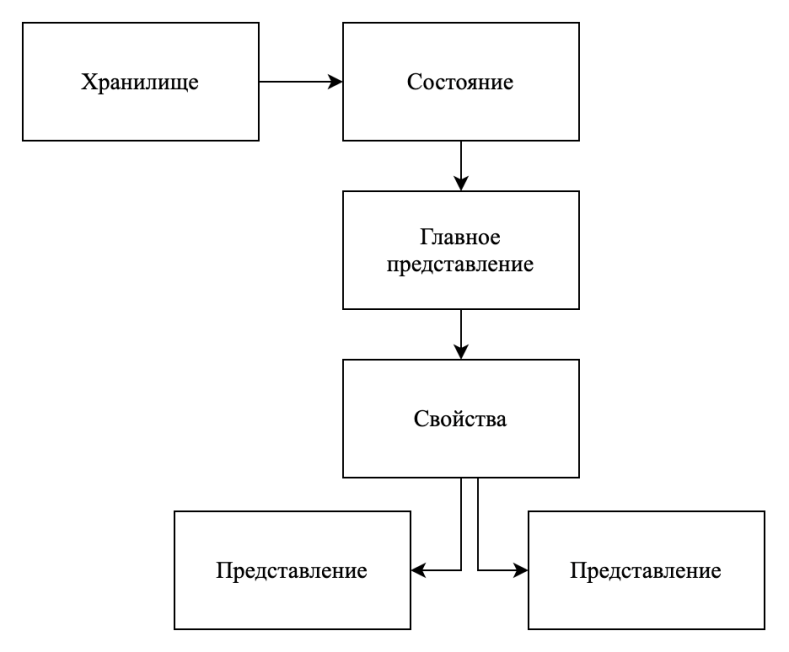 Хранилище
Состояние
Главное
представление
Свойства
Представление
Представление